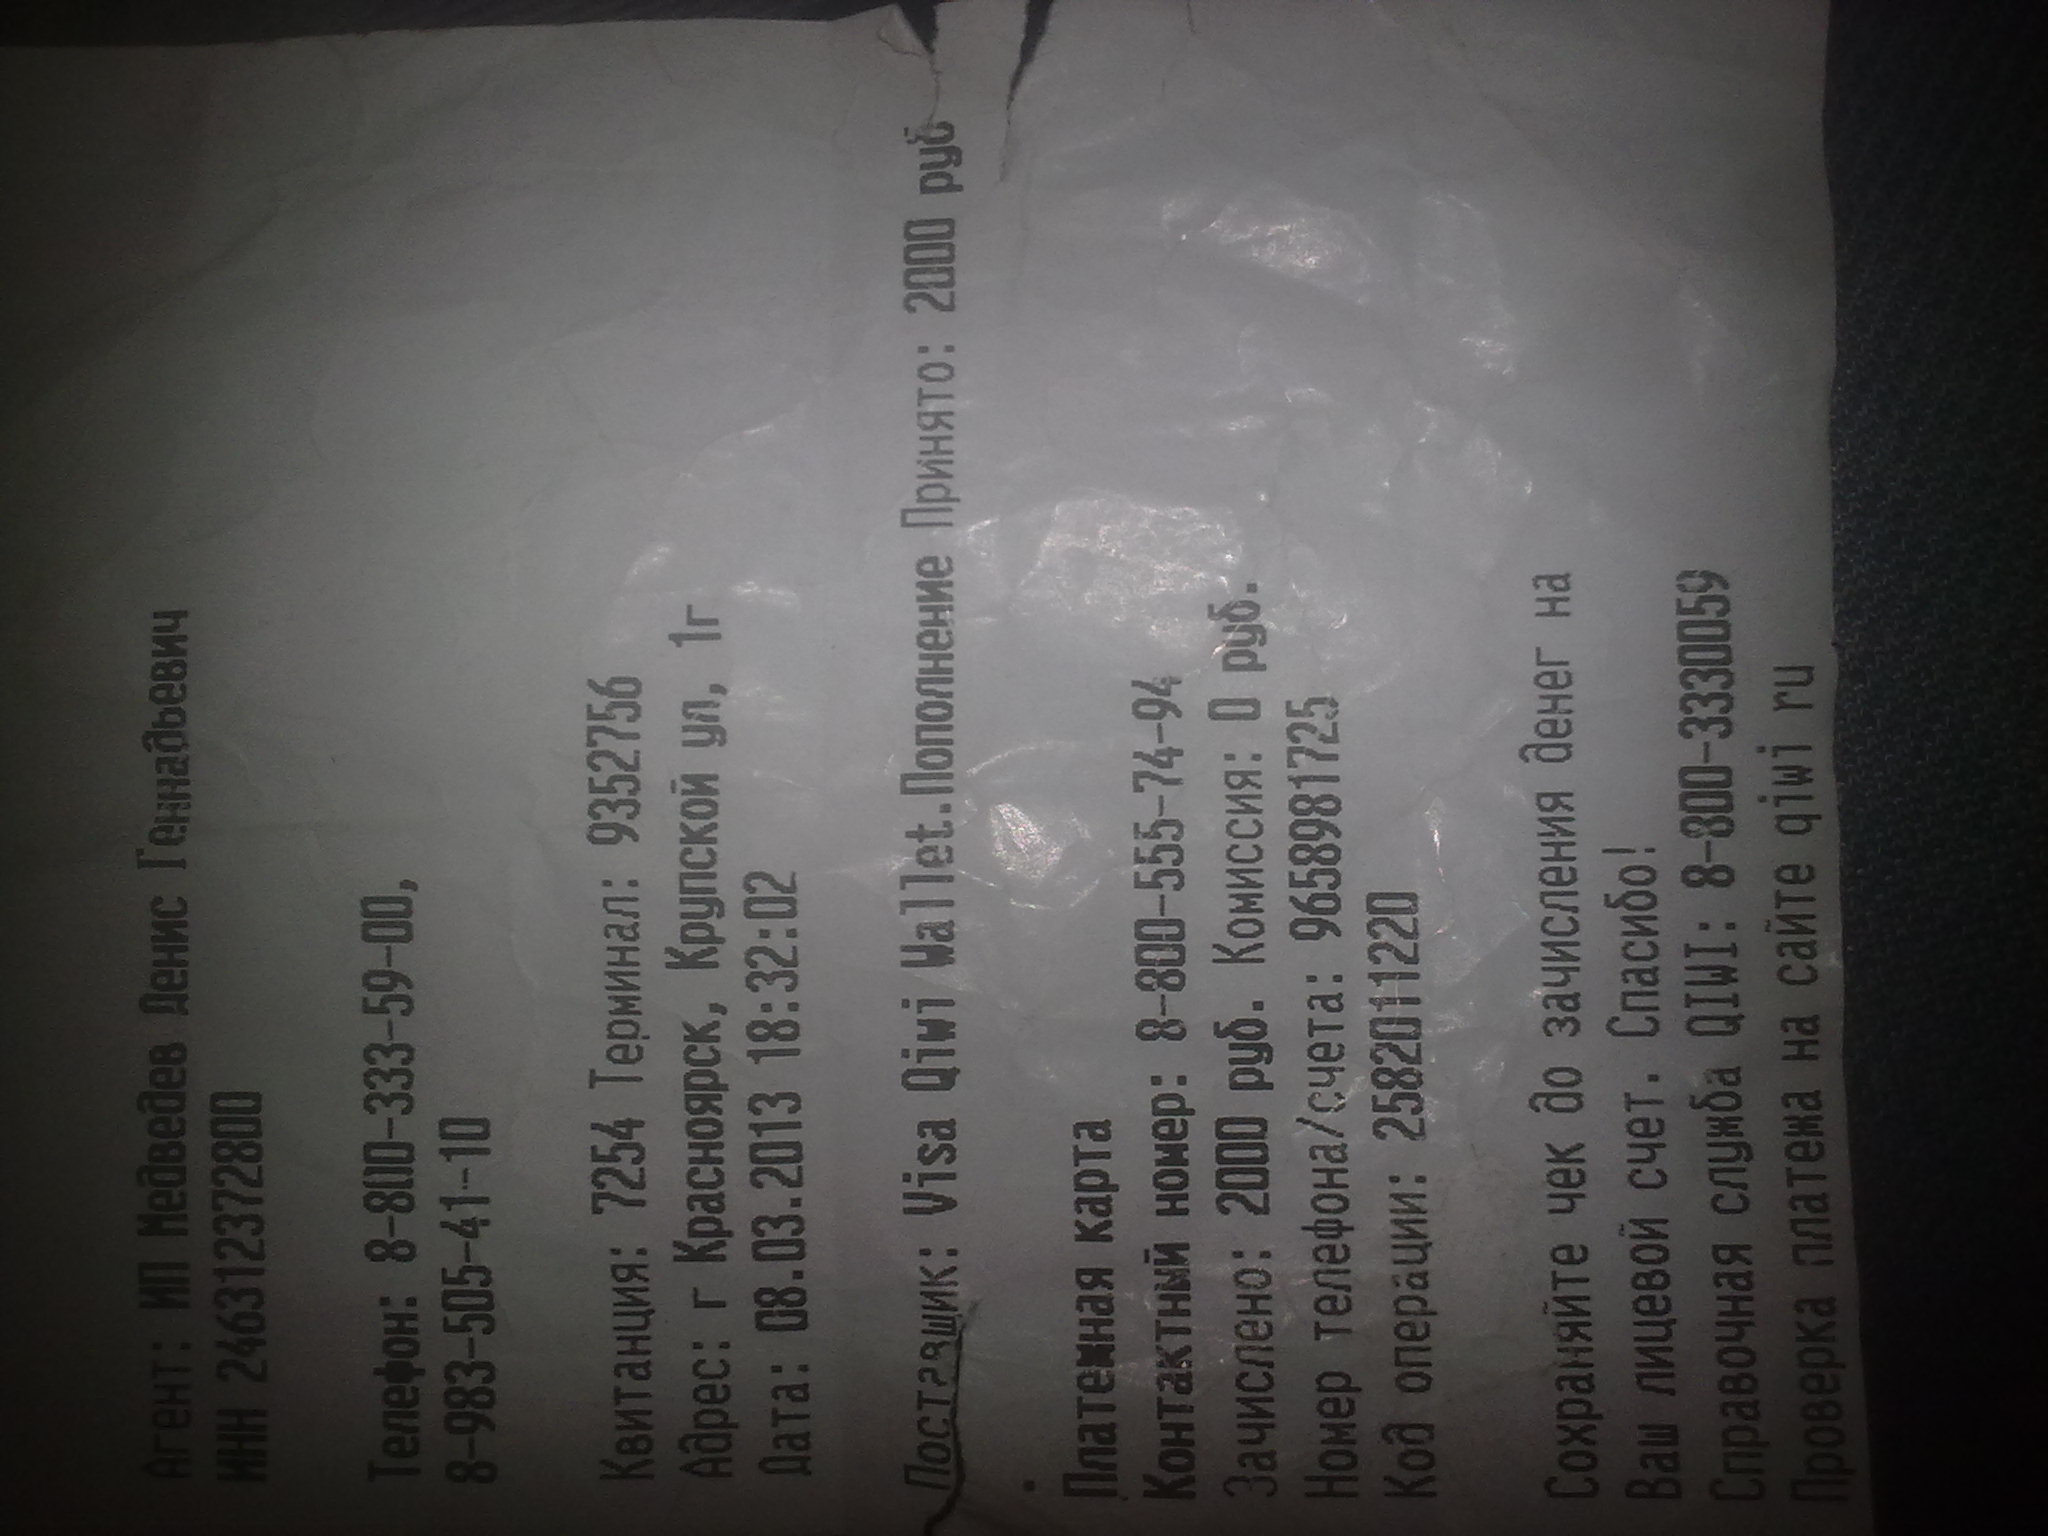 Агент: ИП Медведев Денис Геннадьевич
ИНН 246312372800
Телефон: 8-800-333-59-00,
8-983-505-41-10
Квитанция: 7254 Терминал: 9352756
Адрес: г Красноярск, Крупской ул, 1г
Дата: 08.03.2013 18:32:02
Поставщик: Visa Qiwi Wallet.Пополнение Принято: 2000 руб
Платежная карта
Контактный номер: 8-800-555-74-94
Зачислено: 2000 руб. Комиссия: 0 руб.
Номер телефона/счета: 9658981725
Код операции: 2582011220
Сохраняйте чек до зачисления денег на
Ваш лицевой счет. Спасибо!
Справочная служба QIWI: 8-800-3330059
Проверка платежа на сайте qiwi ru